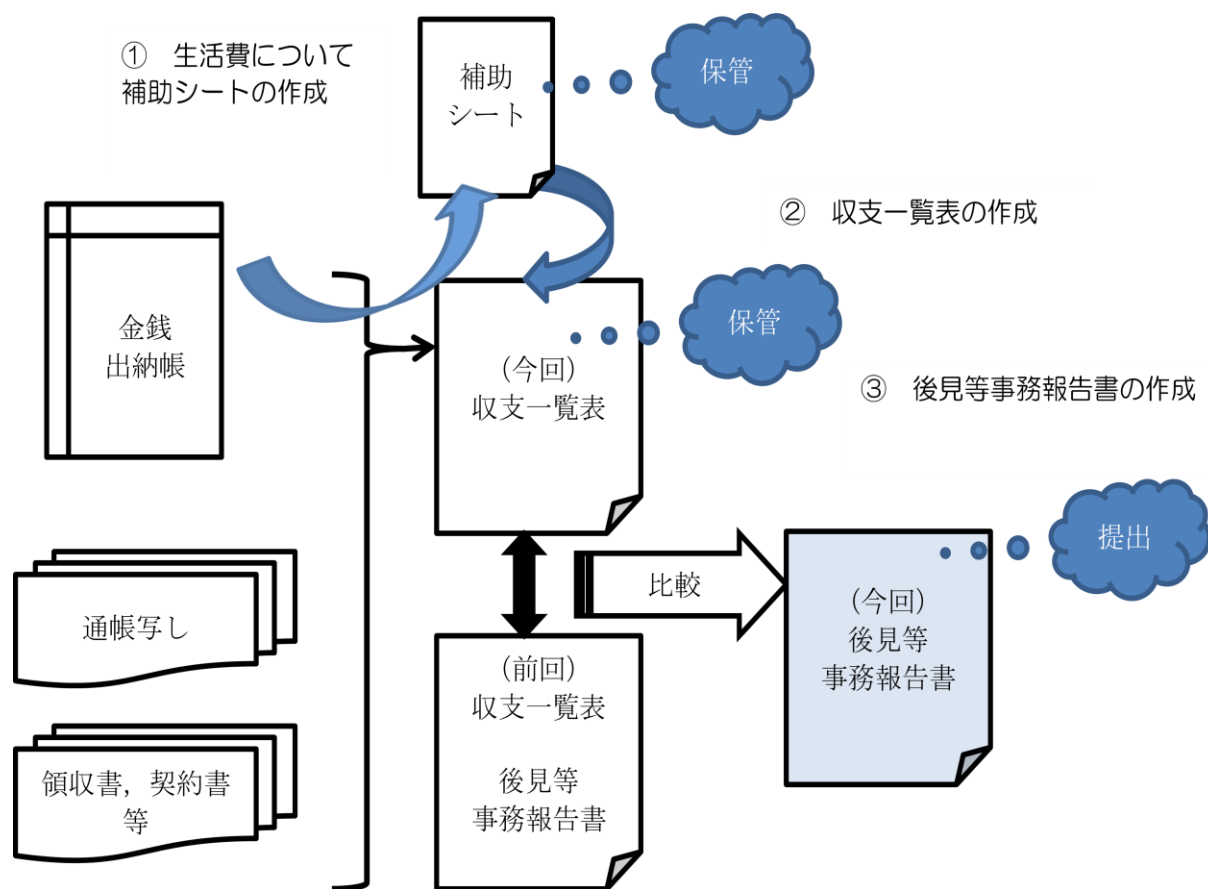 ① 生活費について
補助シートの作成
補助
シート
保管
② 収支一覧表の作成
金銭
出納帳
(今回)
収支一覧表
保管
③ 後見等事務報告書の作成
通帳写し
比較
(今回)
後見等
事務報告書
提出
(前回)
収支一覧表
後見等
事務報告書
領収書，契約書
等